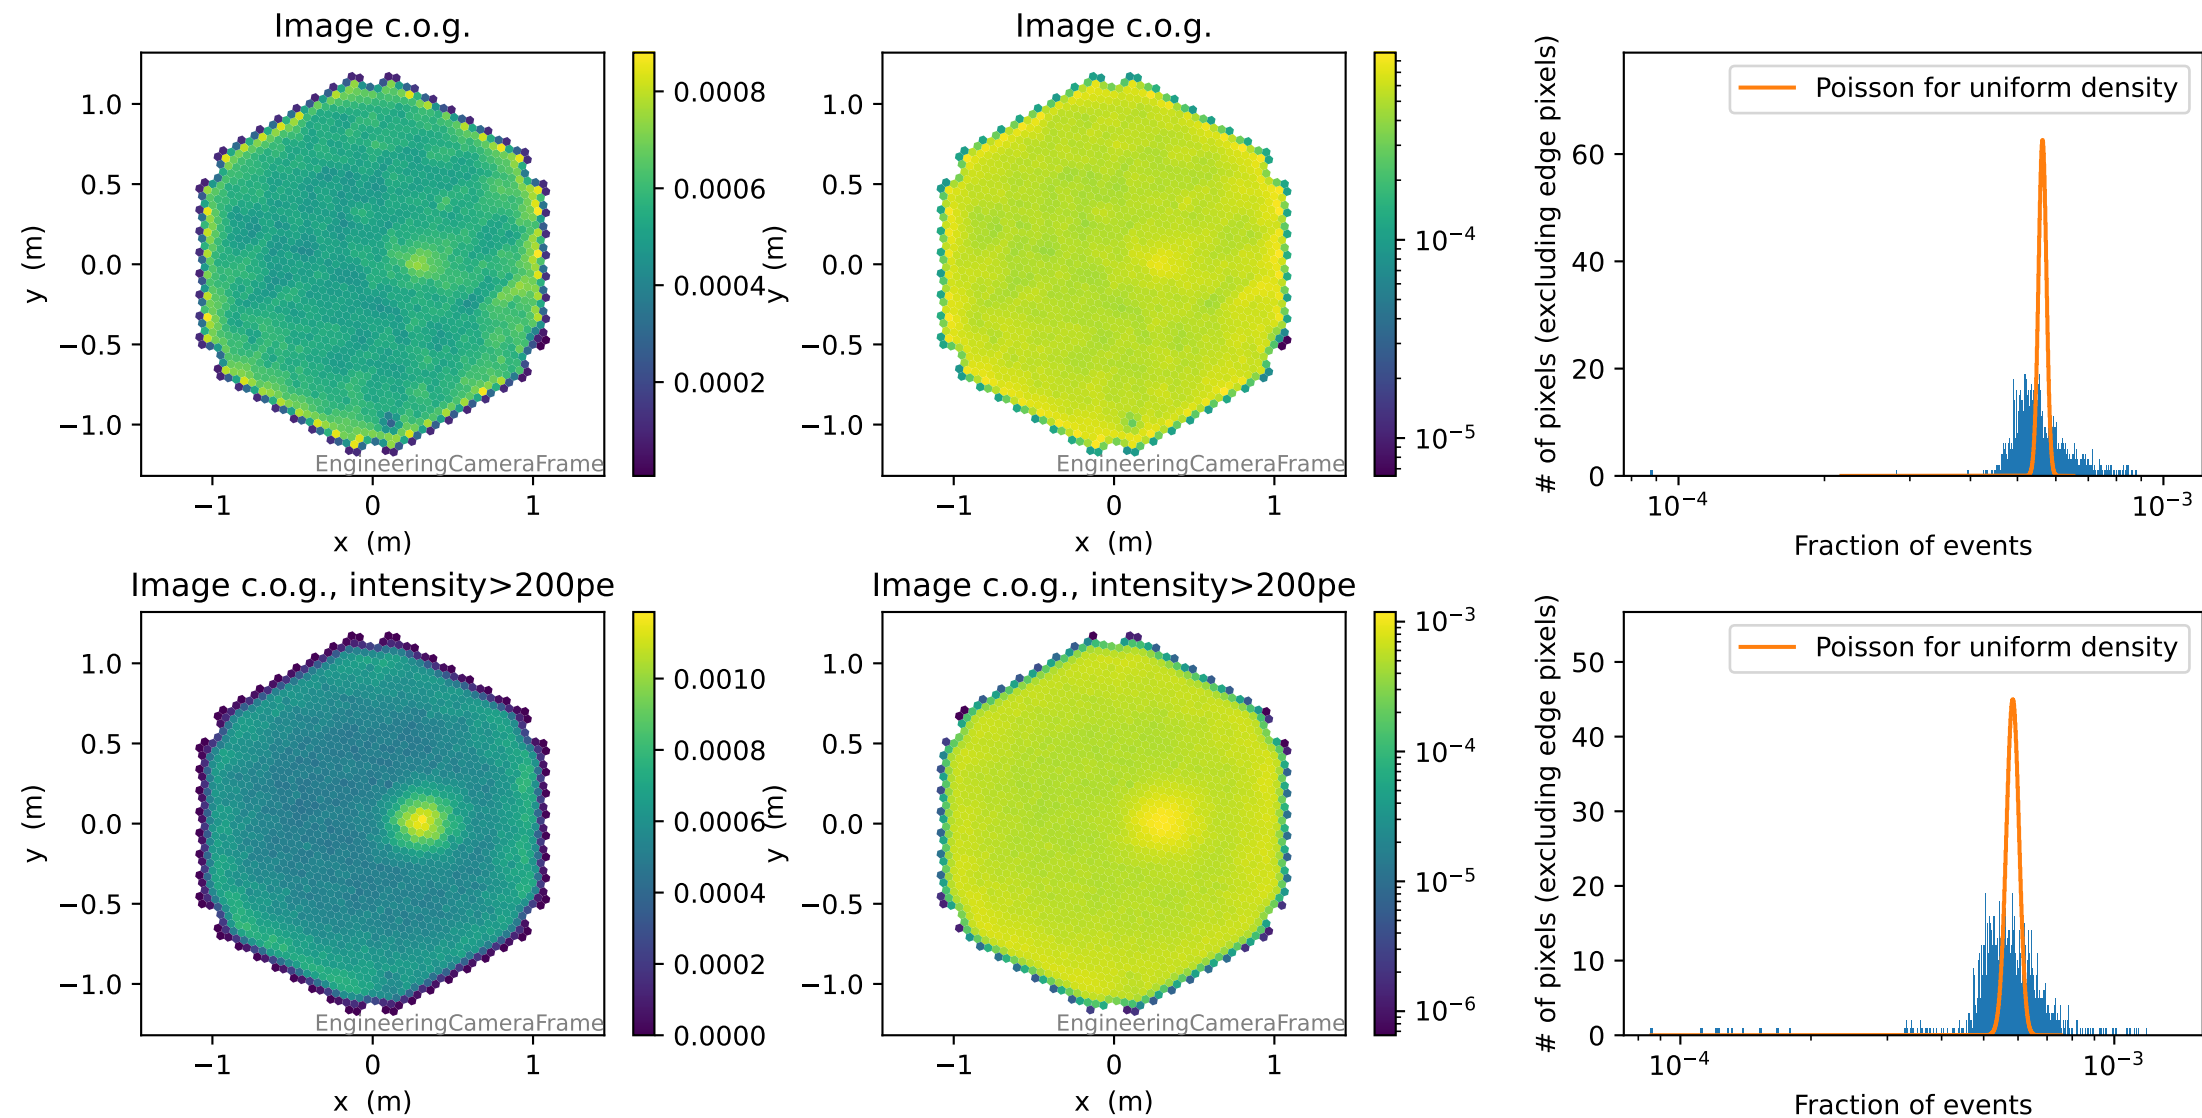 Image c.o.g.
y (m)
1.0
0.5
0.0
−0.5
−1.0
−1 0 1
x (m)
EngineeringCameraFrame
0.0008
0.0006
0.0004
0.0002
Image c.o.g.
y (m)
1.0
0.5
0.0
−0.5
−1.0
−1 0 1
x (m)
EngineeringCameraFrame
10⁻⁴
10⁻⁵
# of pixels (excluding edge pixels)
60
40
20
0
Poisson for uniform density
10⁻⁴ 10⁻³
Fraction of events
Image c.o.g., intensity>200pe
y (m)
1.0
0.5
0.0
−0.5
−1.0
−1 0 1
x (m)
EngineeringCameraFrame
0.0010
0.0008
0.0006
0.0004
0.0002
0.0000
Image c.o.g., intensity>200pe
y (m)
1.0
0.5
0.0
−0.5
−1.0
−1 0 1
x (m)
EngineeringCameraFrame
10⁻³
10⁻⁴
10⁻⁵
10⁻⁶
# of pixels (excluding edge pixels)
50
40
30
20
10
0
Poisson for uniform density
10⁻⁴ 10⁻³
Fraction of events